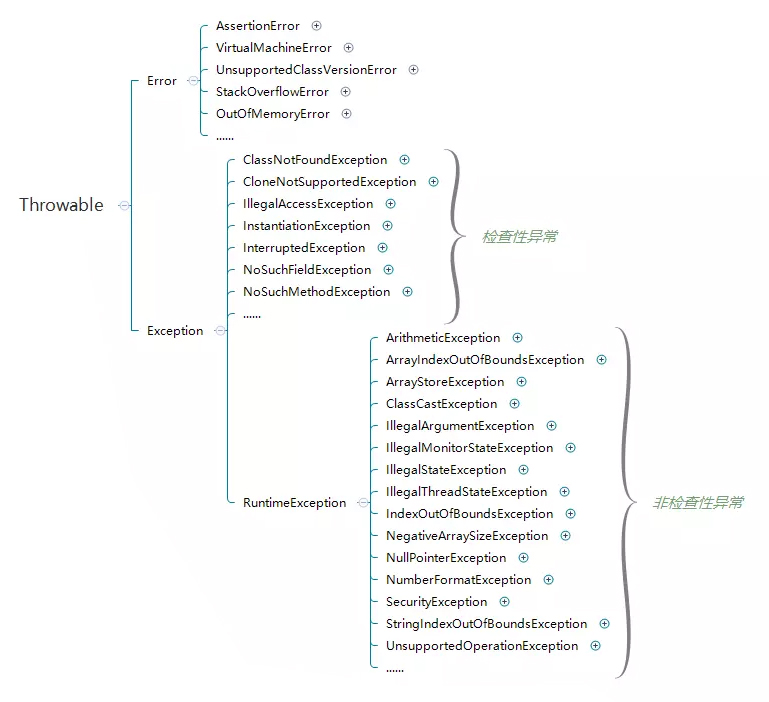 Throwable
Error
AssertionError
VirtualMachineError
UnsupportedClassVersionError
StackOverflowError
OutOfMemoryError
......
Exception
ClassNotFoundException
CloneNotSupportedException
IllegalAccessException
InstantiationException
InterruptedException
NoSuchFieldException
NoSuchMethodException
......
检查性异常
RuntimeException
ArithmeticException
ArrayIndexOutOfBoundsException
ArrayStoreException
ClassCastException
IllegalArgumentException
IllegalMonitorStateException
IllegalStateException
IllegalThreadStateException
IndexOutOfBoundsException
NegativeArraySizeException
NullPointerException
NumberFormatException
SecurityException
StringIndexOutOfBoundsException
UnsupportedOperationException
......
非检查性异常